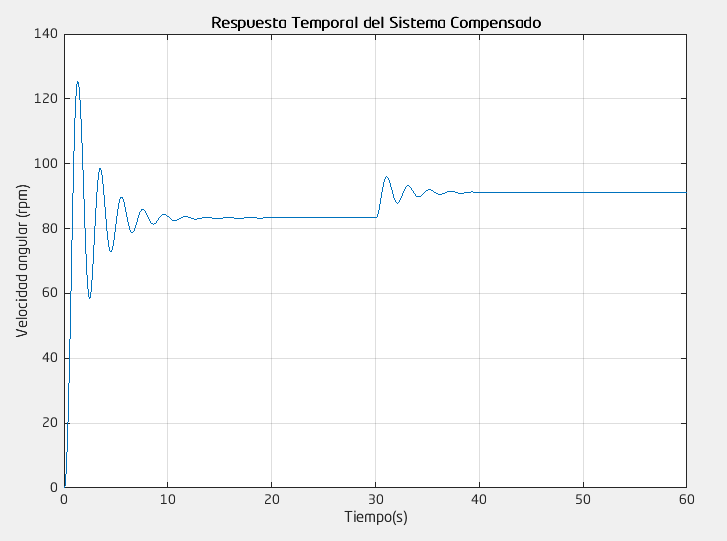 Respuesta Temporal del Sistema Compensado
140
120
100
80
60
40
20
0
Velocidad angular (rpm)
0 10 20 30 40 50 60
Tiempo(s)